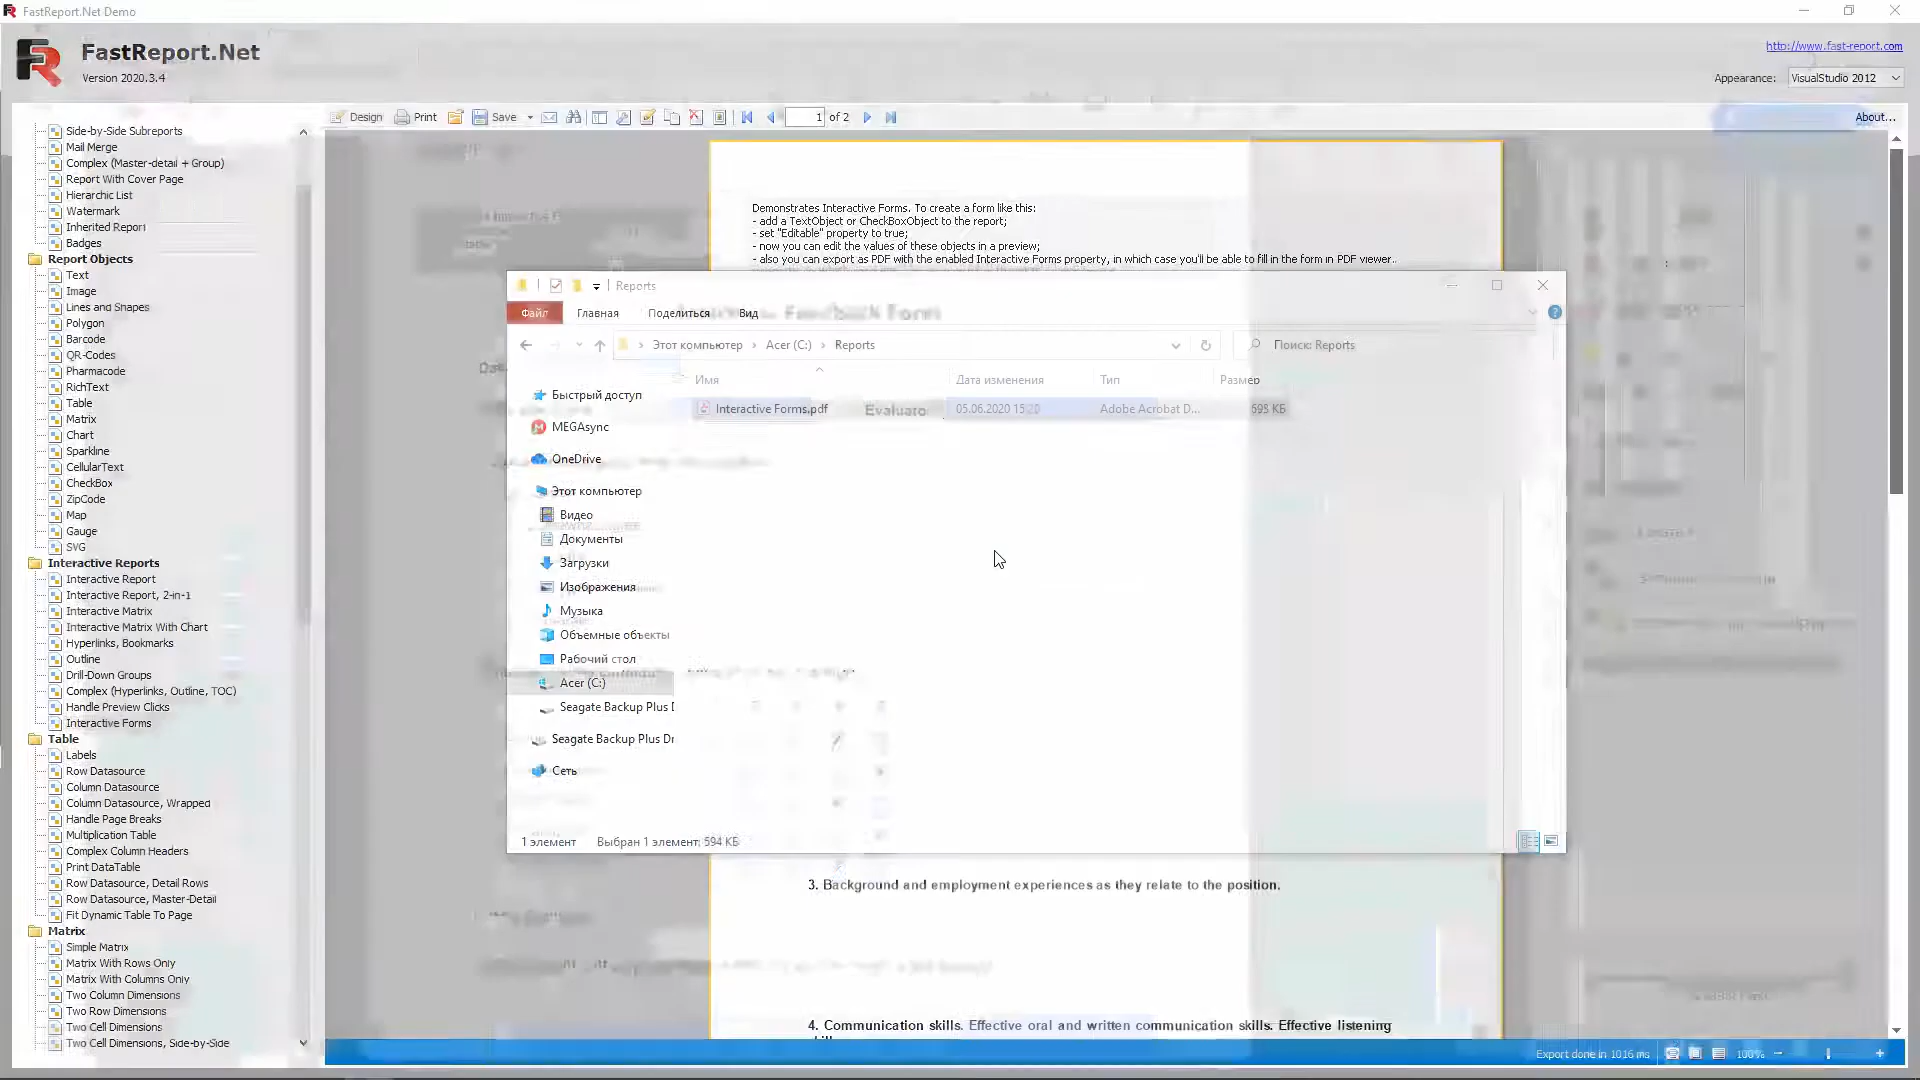 FastReport.Net Demo
FastReport.Net
Version 2020.3.4
http://www.fast-report.com
Appearance: VisualStudio 2012
Design Print Save 1 of 2 About...
Side-by-Side Subreports
Mail Merge
Complex (Master-detail + Group)
Report With Cover Page
Hierarchic List
Watermark
Inherited Report
Badges
Report Objects
Text
Image
Lines and Shapes
Polygon
Barcode
QR-Codes
Pharmacode
RichText
Table
Matrix
Chart
Sparkline
CellularText
CheckBox
ZipCode
Map
Gauge
SVG
Interactive Reports
Interactive Report
Interactive Report, 2-in-1
Interactive Matrix
Interactive Matrix With Chart
Hyperlinks, Bookmarks
Outline
Drill-Down Groups
Complex (Hyperlinks, Outline, TOC)
Handle Preview Clicks
Interactive Forms
Table
Labels
Row Datasource
Column Datasource
Column Datasource, Wrapped
Handle Page Breaks
Multiplication Table
Complex Column Headers
Print DataTable
Row Datasource, Detail Rows
Row Datasource, Master-Detail
Fit Dynamic Table To Page
Matrix
Simple Matrix
Matrix With Rows Only
Matrix With Columns Only
Two Column Dimensions
Two Row Dimensions
Two Cell Dimensions
Two Cell Dimensions, Side-by-Side
Demonstrates Interactive Forms. To create a form like this:
- add a TextObject or CheckBoxObject to the report;
- set "Editable" property to true;
- now you can edit the values of these objects in a preview;
- also you can export as PDF with the enabled Interactive Forms property, in which case you'll be able to fill in the form in PDF viewer..
Reports
Файл Главная Поделиться Вид
Этот компьютер Acer (C:) Reports
Поиск: Reports
Имя Дата изменения Тип Размер
Interactive Forms.pdf Evaluato 05.06.2020 15:20 Adobe Acrobat D...
Быстрый доступ
MEGAsync
OneDrive
Этот компьютер
Видео
Документы
Загрузки
Изображения
Музыка
Объемные объекты
Рабочий стол
Acer (C:)
Seagate Backup Plus
Seagate Backup Plus Dr
Сеть
1 элемент Выбран 1 элемент: 594 КБ
3. Background and employment experiences as they relate to the position.
4. Communication skills. Effective oral and written communication skills. Effective listening
Export done in 1016 ms 100%